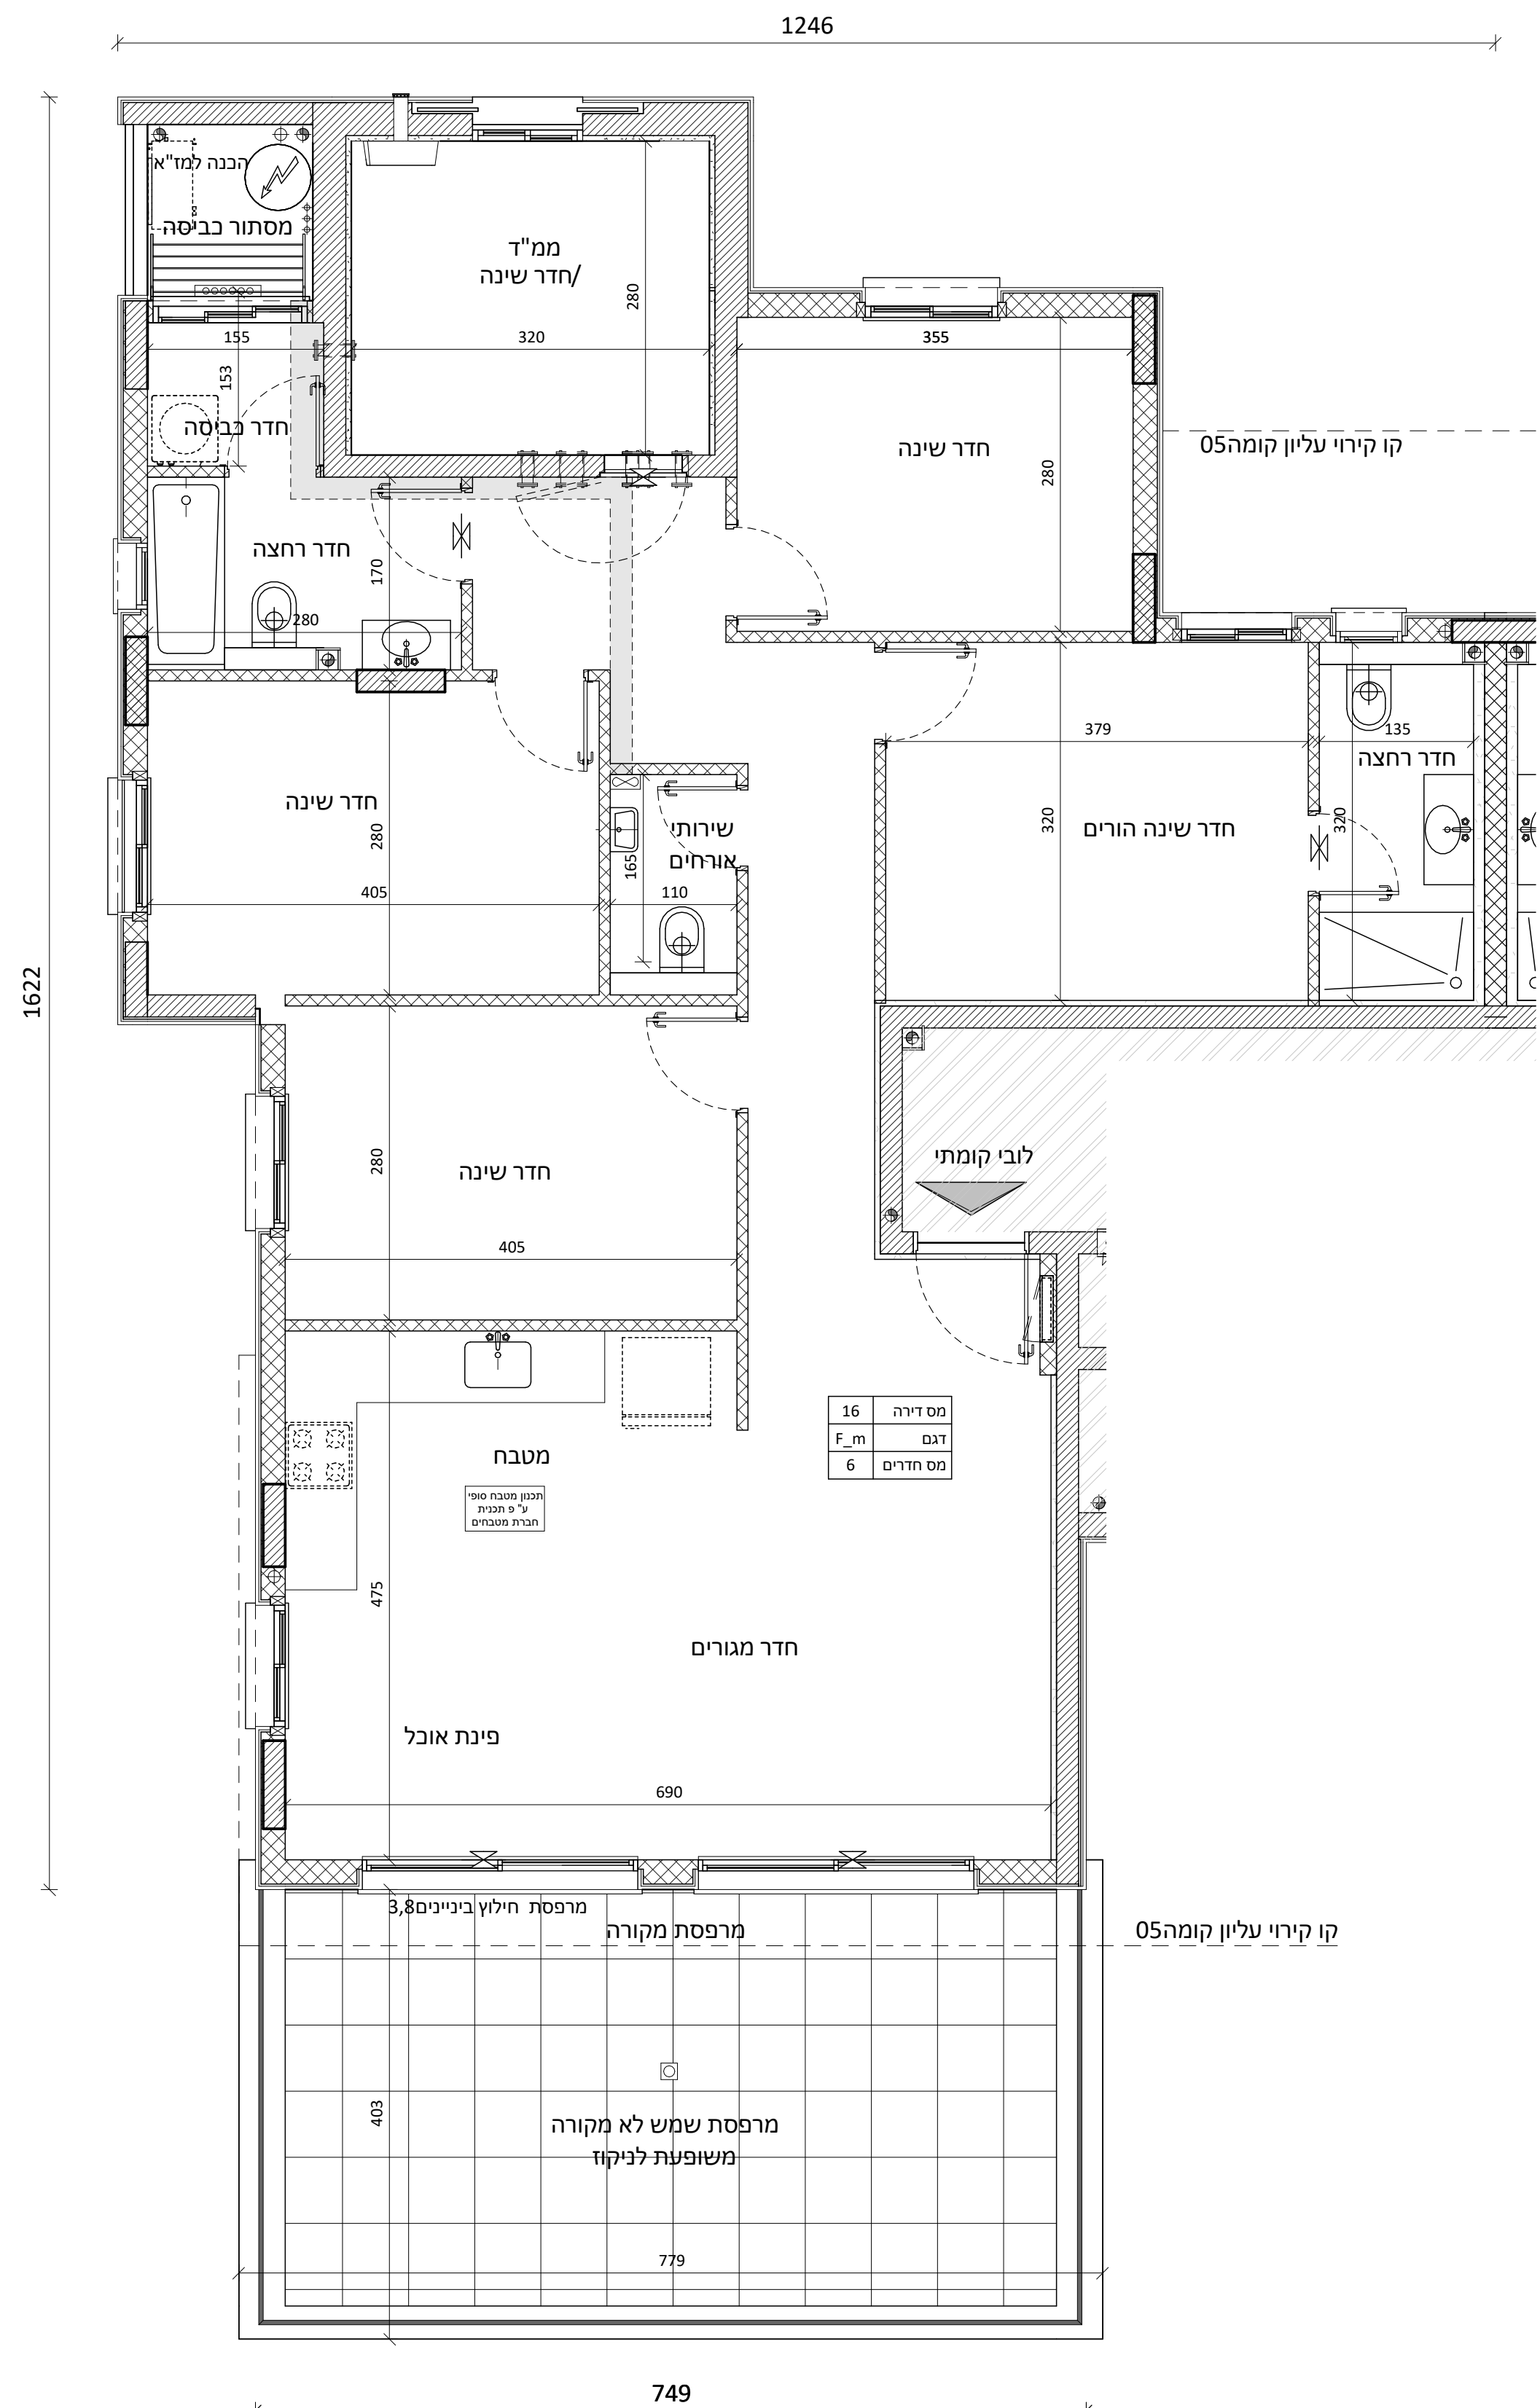 1246
הכנה למז"א
מסתור כביסה
ממ"ד
/חדר שינה
280
155
320
355
153
חדר כביסה
חדר שינה
280
קו קירוי עליון קומה05
חדר רחצה
170
280
379
135
חדר רחצה
חדר שינה
280
שירותי
אורחים
165
110
405
320
חדר שינה הורים
320
1622
לובי קומתי
280
חדר שינה
405
מס דירה 16
דגם F_m
מס חדרים 6
מטבח
תכנון מטבח סופי
ע" פ תכנית
חברת מטבחים
475
חדר מגורים
פינת אוכל
690
מרפסת חילוץ ביניינים3,8
מרפסת מקורה
קו קירוי עליון קומה05
403
מרפסת שמש לא מקורה
משופעת לניקוז
779
749